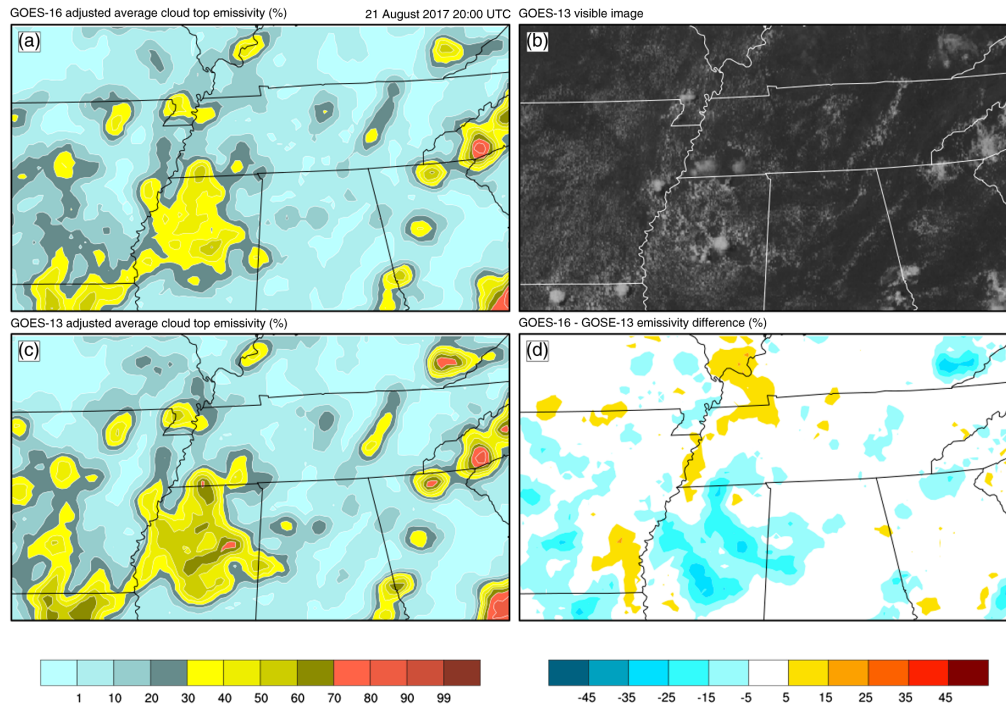 GOES-16 adjusted average cloud top emissivity (%)
21 August 2017 20:00 UTC
GOES-13 visible image
(a)
(b)
GOES-13 adjusted average cloud top emissivity (%)
GOES-16 - GOSE-13 emissivity difference (%)
(c)
(d)
1 10 20 30 40 50 60 70 80 90 99
-45 -35 -25 -15 -5 5 15 25 35 45